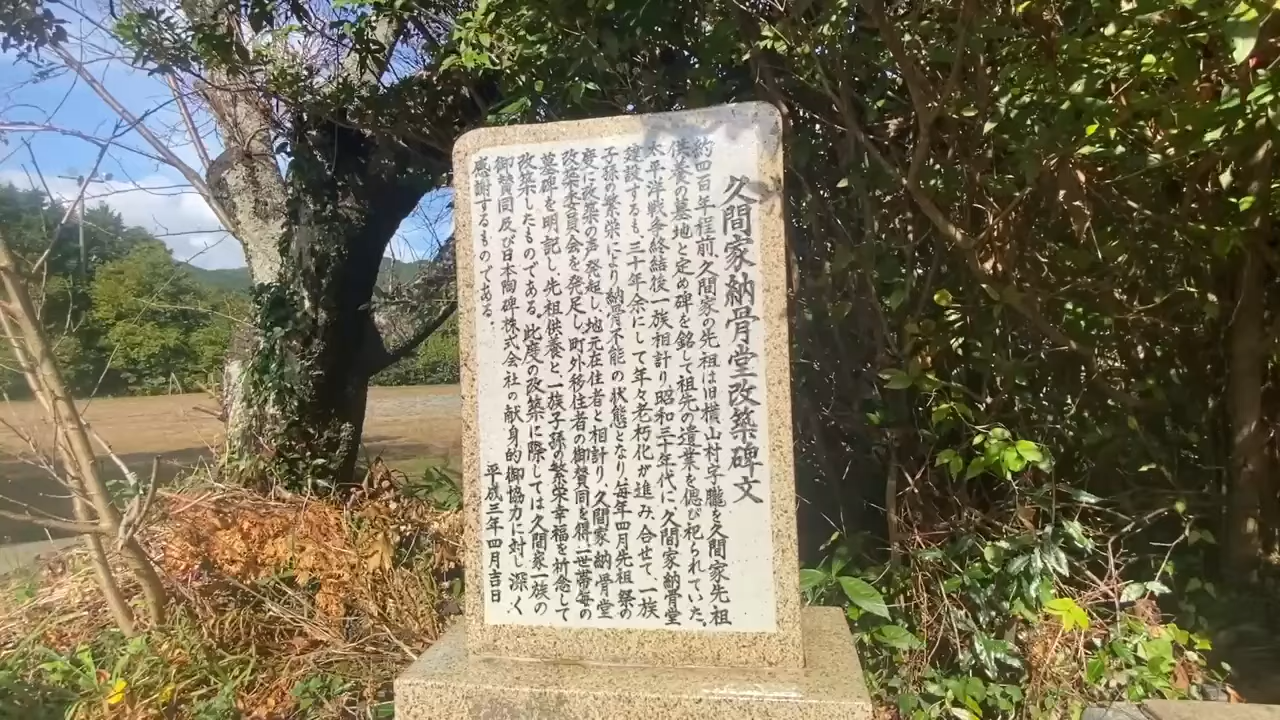 久間家納骨堂改築碑文
約四百年程前久間家の先祖は旧横山村字朧を久間家先祖
供養の墓地と定め碑を銘して祖先の遺業を偲び祀られていた。
太平洋戦争終結後一族相計り昭和三十年代に、久間家納骨堂
建設するも、三十年余にして年々老朽化が進み、合せて、一族
子孫の繁栄により納骨不能の状態となり毎年四月先祖祭の
度に改築の声発起し、地元在住者と相計り、久間家納骨堂
改築委員会を発足し町外移住者の御賛同を得、一世帯毎の
墓碑を明記し、先祖供養と、一族子孫の繁栄幸福を祈念して
改築したものである。此度の改築に際しては久間家一族の
御賛同及び日本陶碑株式会社の献身的御協力に対し深く
感謝するものである。
平成三年四月吉日